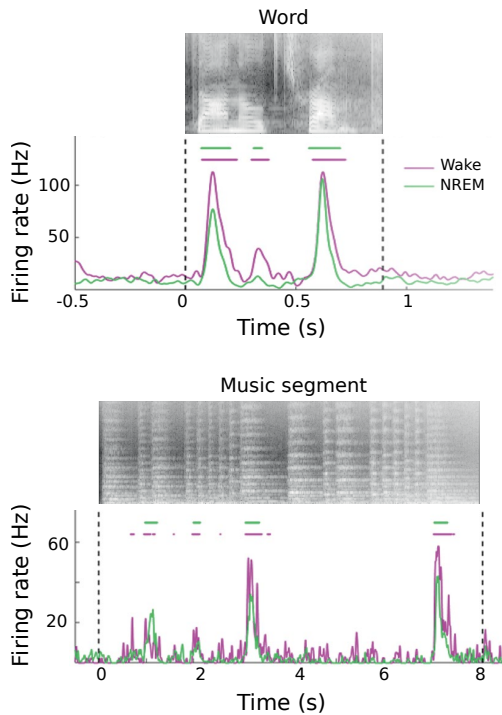 Word
Firing rate (Hz)
100
50
Wake
NREM
-0.5
0
0.5
1
Time (s)
Music segment
Firing rate (Hz)
60
20
0
2
4
6
8
Time (s)